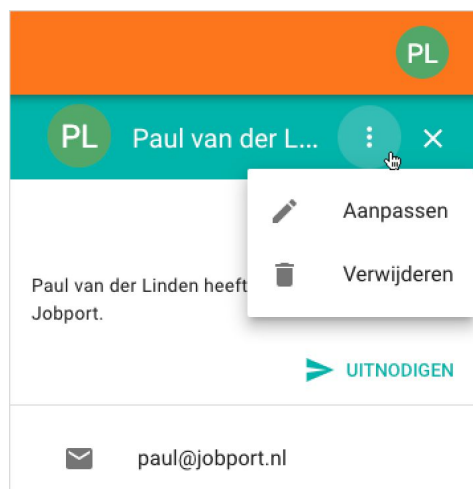 PL
PL Paul van der L...
Aanpassen
Verwijderen
Paul van der Linden heeft
Jobport.
UITNODIGEN
paul@jobport.nl